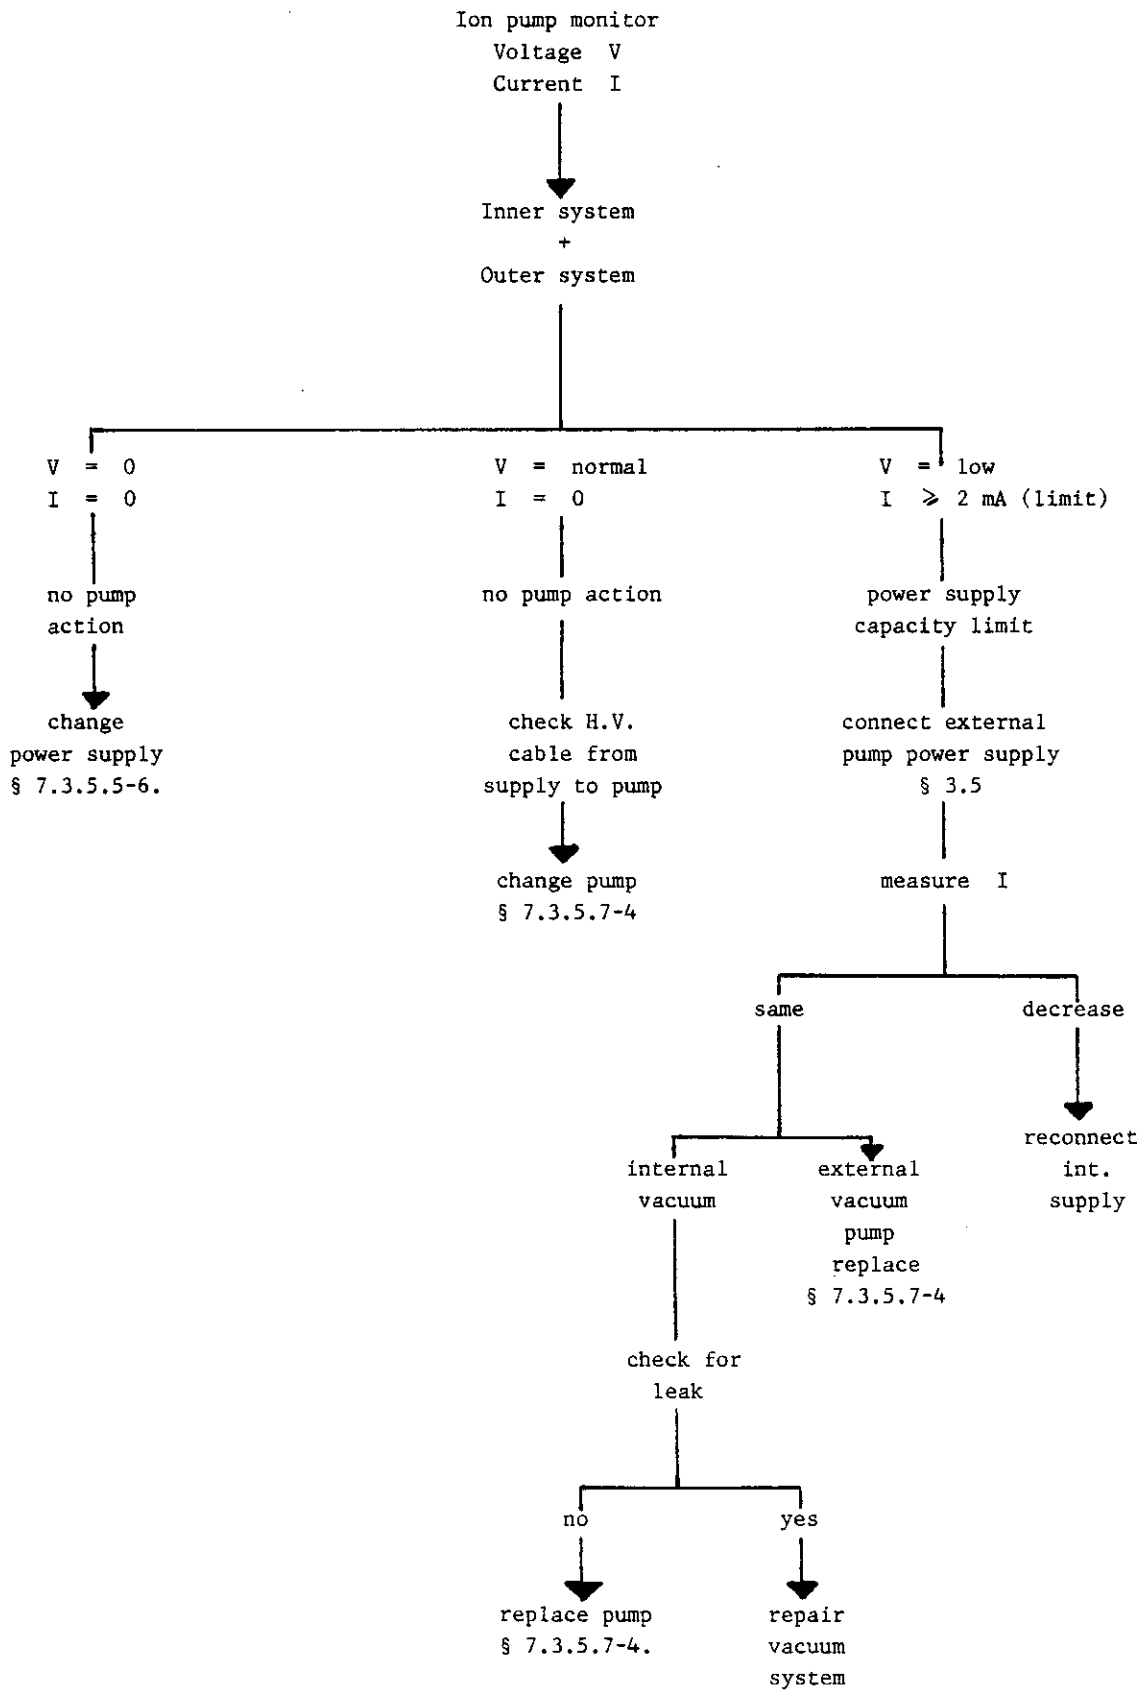 Ion pump monitor
Voltage V
Current I
Inner system
+
Outer system
V = 0
I = 0
no pump
action
change
power supply
§ 7.3.5.5-6.
V = normal
I = 0
no pump action
check H.V.
cable from
supply to pump
change pump
§ 7.3.5.7-4
V = low
I ⩾ 2 mA (limit)
power supply
capacity limit
connect external
pump power supply
§ 3.5
measure I
same
decrease
reconnect
int.
supply
internal
vacuum
external
vacuum
pump
replace
§ 7.3.5.7-4
check for
leak
no
yes
replace pump
§ 7.3.5.7-4.
repair
vacuum
system